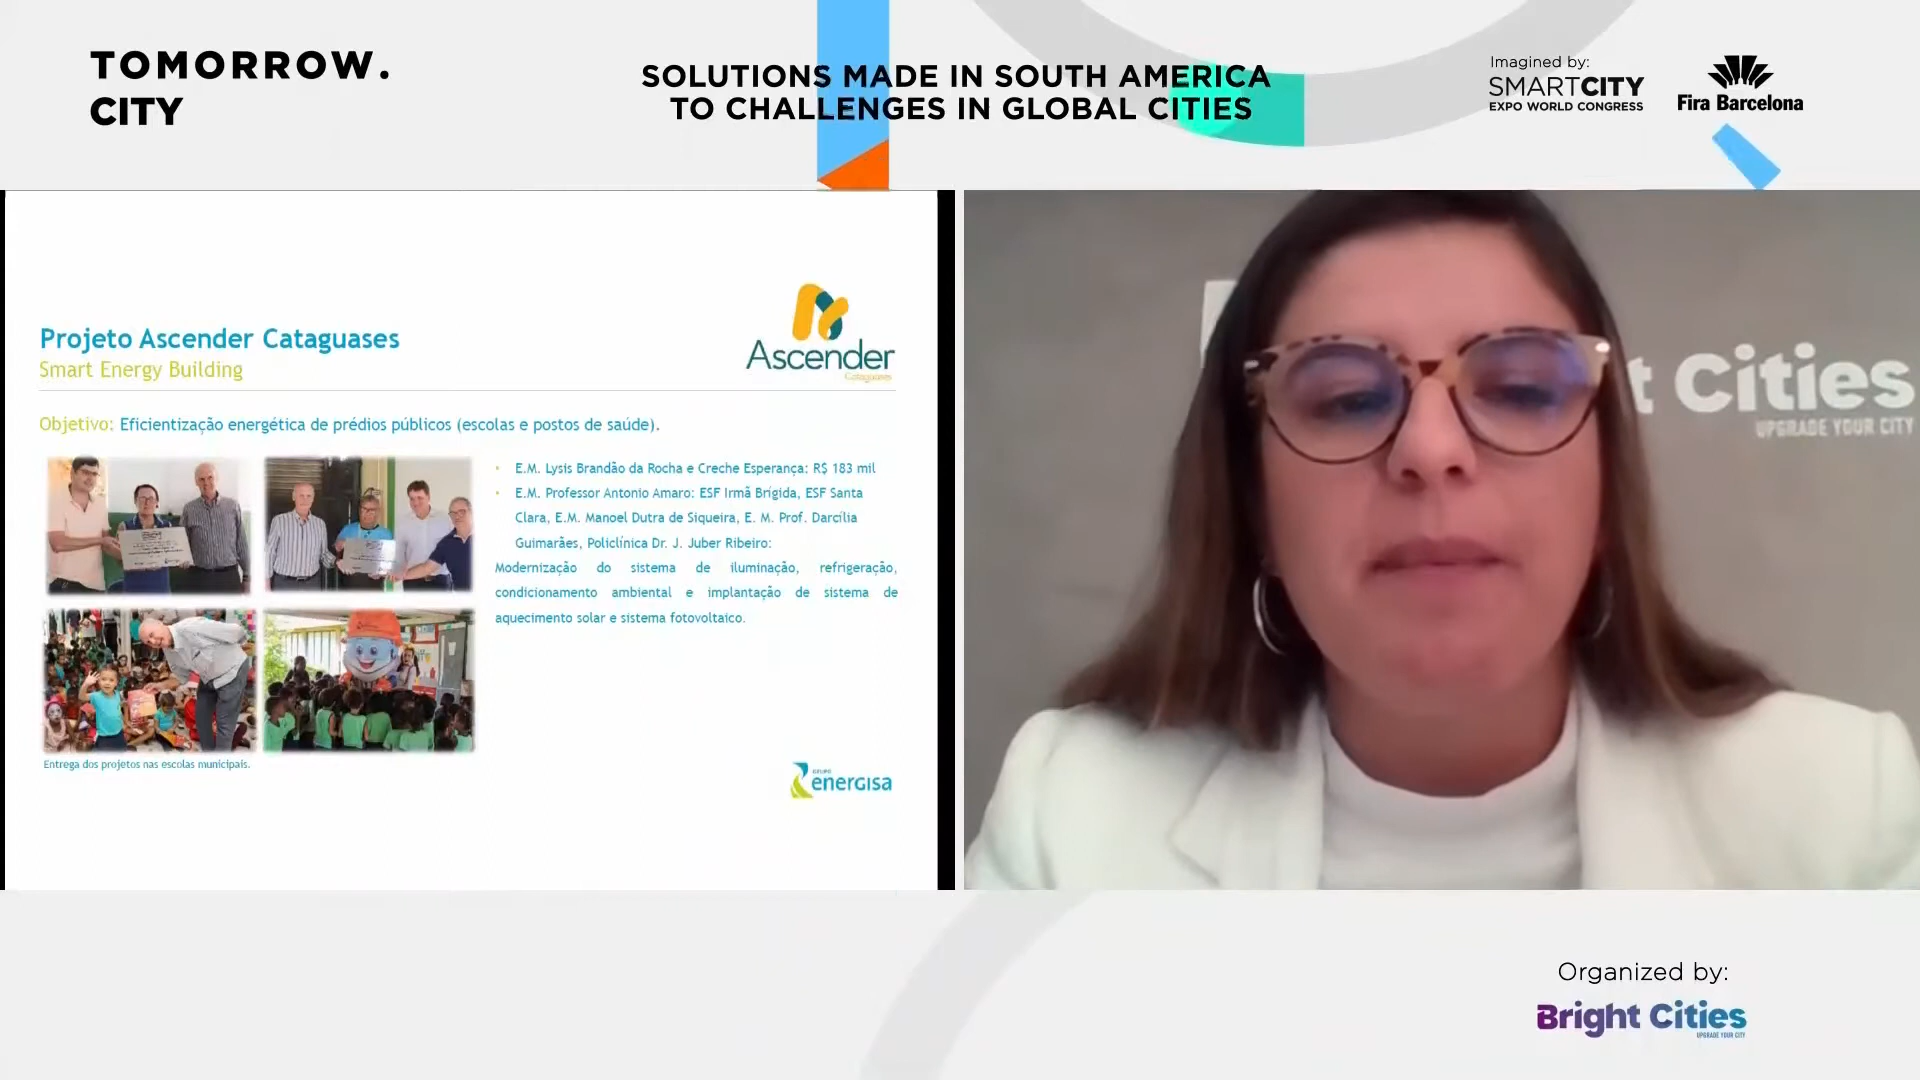 TOMORROW.
CITY
SOLUTIONS MADE IN SOUTH AMERICA
TO CHALLENGES IN GLOBAL CITIES
Imagined by:
SMARTCITY
EXPO WORLD CONGRESS
Fira Barcelona
Projeto Ascender Cataguases
Smart Energy Building
Ascender
Cataguases
Objetivo: Eficientização energética de prédios públicos (escolas e postos de saúde).
• E.M. Lysis Brandão da Rocha e Creche Esperança: R$ 183 mil
• E.M. Professor Antonio Amaro: ESF Irmã Brígida, ESF Santa
Clara, E.M. Manoel Dutra de Siqueira, E. M. Prof. Darcília
Guimarães, Policlínica Dr. J. Juber Ribeiro:
Modernização do sistema de iluminação, refrigeração,
condicionamento ambiental e implantação de sistema de
aquecimento solar e sistema fotovoltaico.
Entrega dos projetos nas escolas municipais.
GRUPO
energisa
t Cities
UPGRADE YOUR CITY
Organized by:
Bright Cities
UPGRADE YOUR CITY